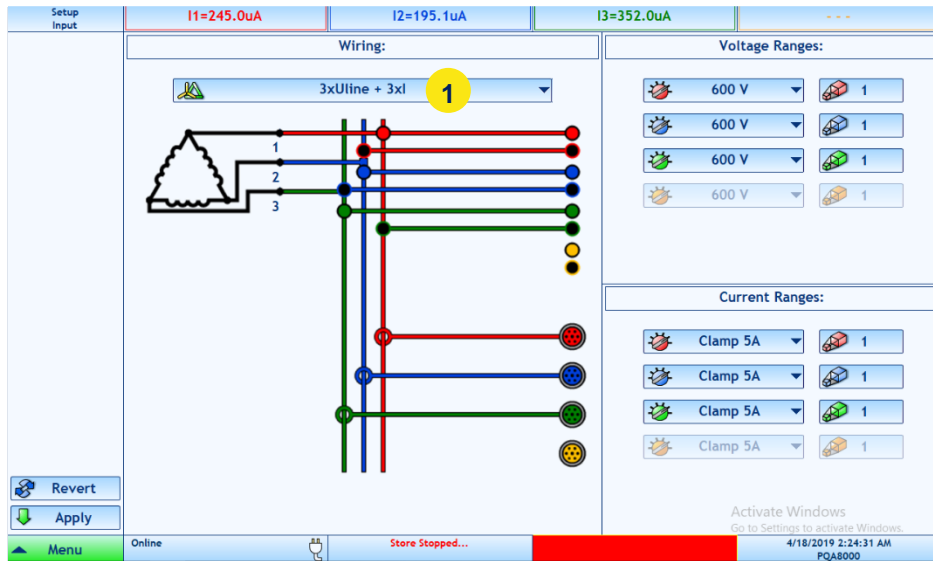 Setup
Input
I1=245.0uA
I2=195.1uA
I3=352.0uA
- - -
Wiring:
3xUline + 3xI
1
1
2
3
Voltage Ranges:
600 V 1
600 V 1
600 V 1
600 V 1
Current Ranges:
Clamp 5A 1
Clamp 5A 1
Clamp 5A 1
Clamp 5A 1
Revert
Apply
Activate Windows
Go to Settings to activate Windows.
Menu
Online
Store Stopped...
4/18/2019 2:24:31 AM
PQA8000